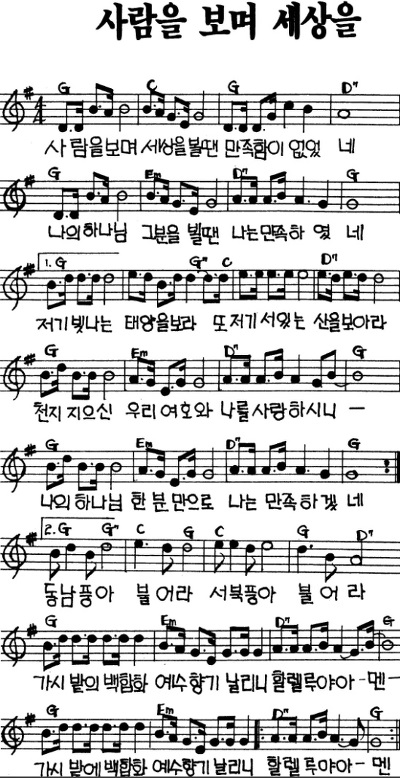 사람을 보며 세상을
G C G D7
사 람을보며 세상을볼땐 만족함이 없었 네
G Em D7 G
나의하나님 그분을 뵐땐 나는만족하 였 네
1. G G7 C D7
저기빛나는 태양을보라 또저기서있는 산을보아라
G Em D7 G
천지 지으신 우리 여호와 나를 사랑하시니 —
G Em D7 G
나의 하나님 한 분 만으로 나는 만족하겠 네
2. G G7 C G D7
동남풍아 불어라 서북풍아 불 어 라
G Em D7 G
가시 밭의 백합화 예수향기 날리니 할렐루야아-멘-
G Em D7 G
가시 밭에 백합화 예수향기날리니 할렐루야아-멘